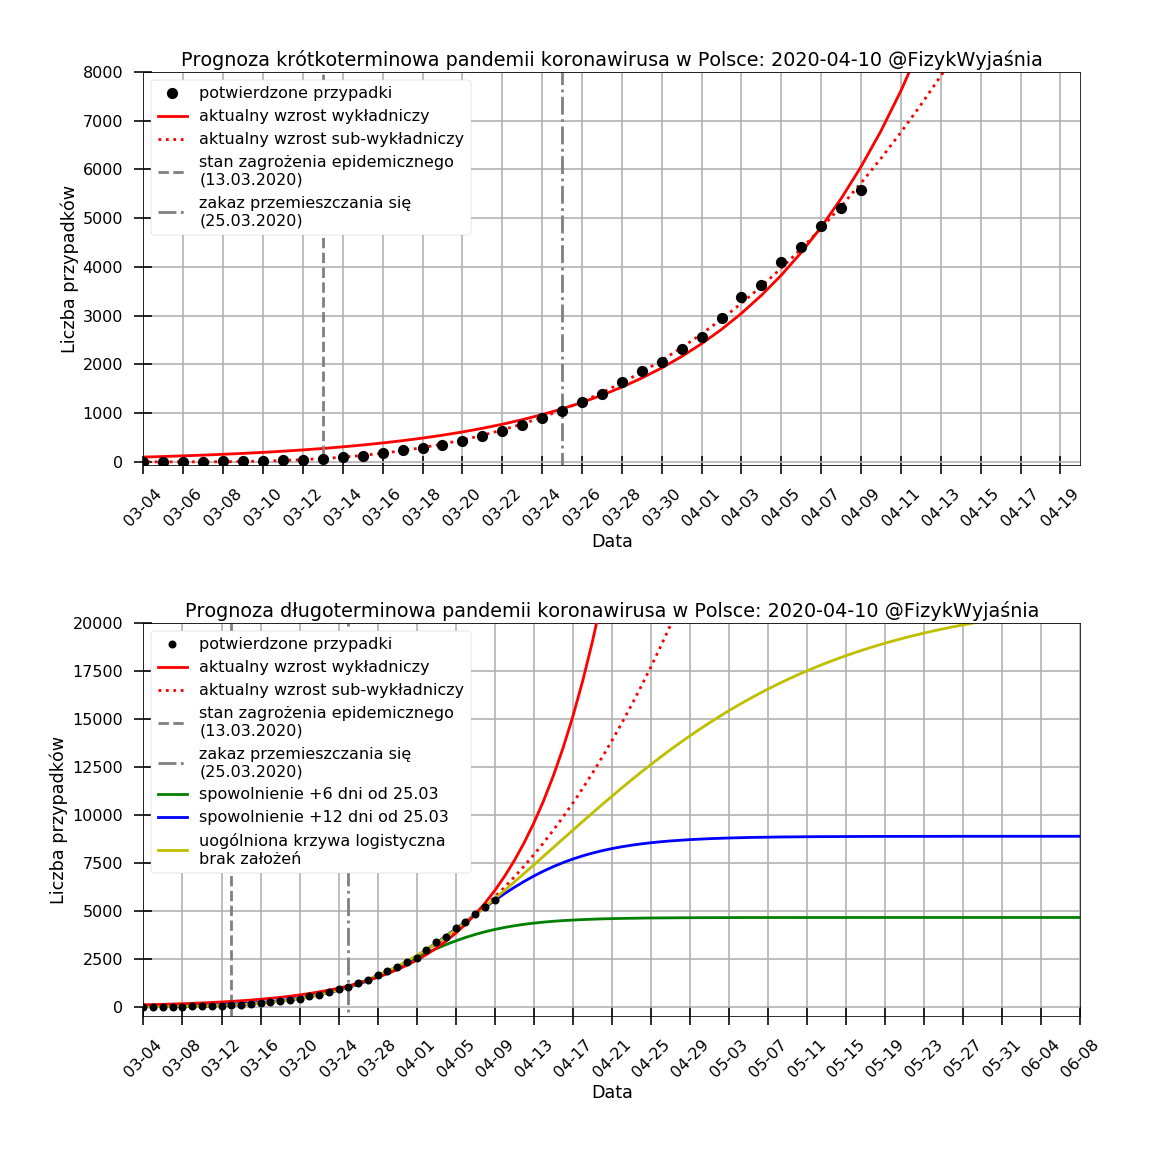 Prognoza krótkoterminowa pandemii koronawirusa w Polsce: 2020-04-10 @FizykWyjaśnia
8000
7000
6000
5000
4000
3000
2000
1000
0
Liczba przypadków
potwierdzone przypadki
aktualny wzrost wykładniczy
aktualny wzrost sub-wykładniczy
stan zagrożenia epidemicznego
(13.03.2020)
zakaz przemieszczania się
(25.03.2020)
03-04 03-06 03-08 03-10 03-12 03-14 03-16 03-18 03-20 03-22 03-24 03-26 03-28 03-30 04-01 04-03 04-05 04-07 04-09 04-11 04-13 04-15 04-17 04-19
Data
Prognoza długoterminowa pandemii koronawirusa w Polsce: 2020-04-10 @FizykWyjaśnia
20000
17500
15000
12500
10000
7500
5000
2500
0
Liczba przypadków
potwierdzone przypadki
aktualny wzrost wykładniczy
aktualny wzrost sub-wykładniczy
stan zagrożenia epidemicznego
(13.03.2020)
zakaz przemieszczania się
(25.03.2020)
spowolnienie +6 dni od 25.03
spowolnienie +12 dni od 25.03
uogólniona krzywa logistyczna
brak założeń
03-04 03-08 03-12 03-16 03-20 03-24 03-28 04-01 04-05 04-09 04-13 04-17 04-21 04-25 04-29 05-03 05-07 05-11 05-15 05-19 05-23 05-27 05-31 06-04 06-08
Data